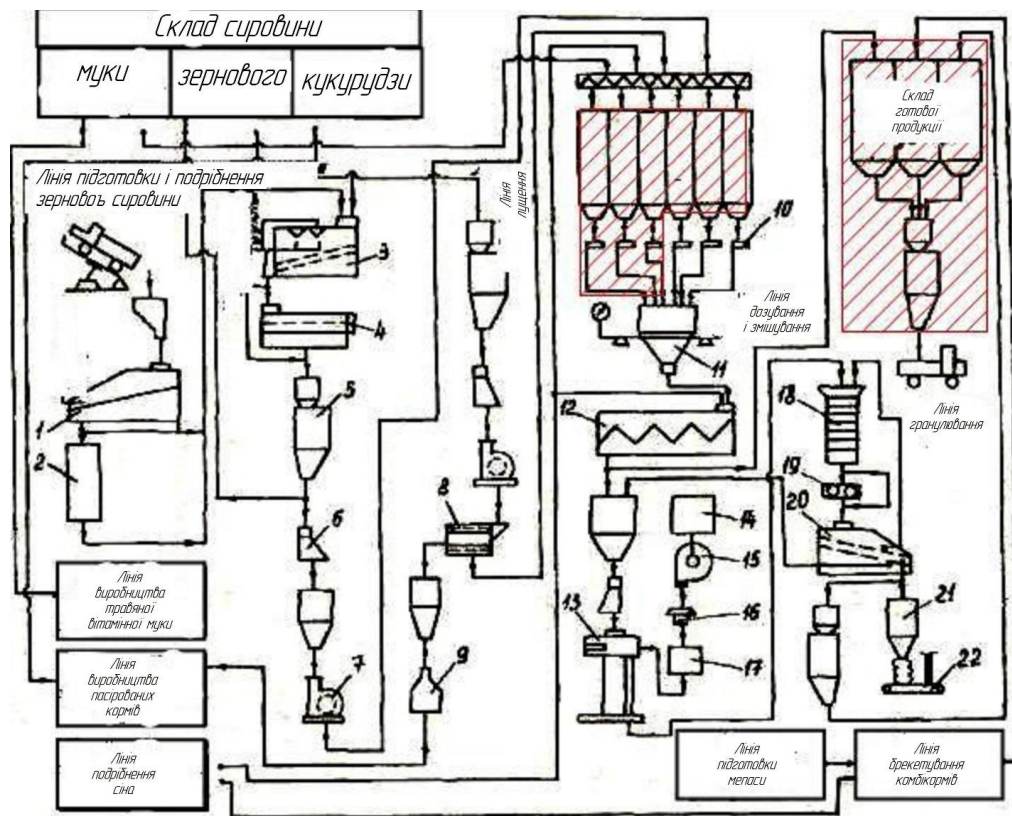 Склад сировини
муки
зернового
кукурудзи
Лінія підготовки і подрібнення
зерновоъ сировини
Лінія
лущення
Склад
готової
продукції
Лінія
дозування
і змішування
Лінія
гранулювання
1
2
3
4
5
6
7
8
9
10
11
12
13
14
15
16
17
18
19
20
21
22
Лінія
виробництва
травяної
вітамінної муки
Лінія
виробництва
пасірованих
кормів
Лінія
подрібнення
сіна
Лінія
підготовки
меласи
Лінія
брекетування
комбікормів